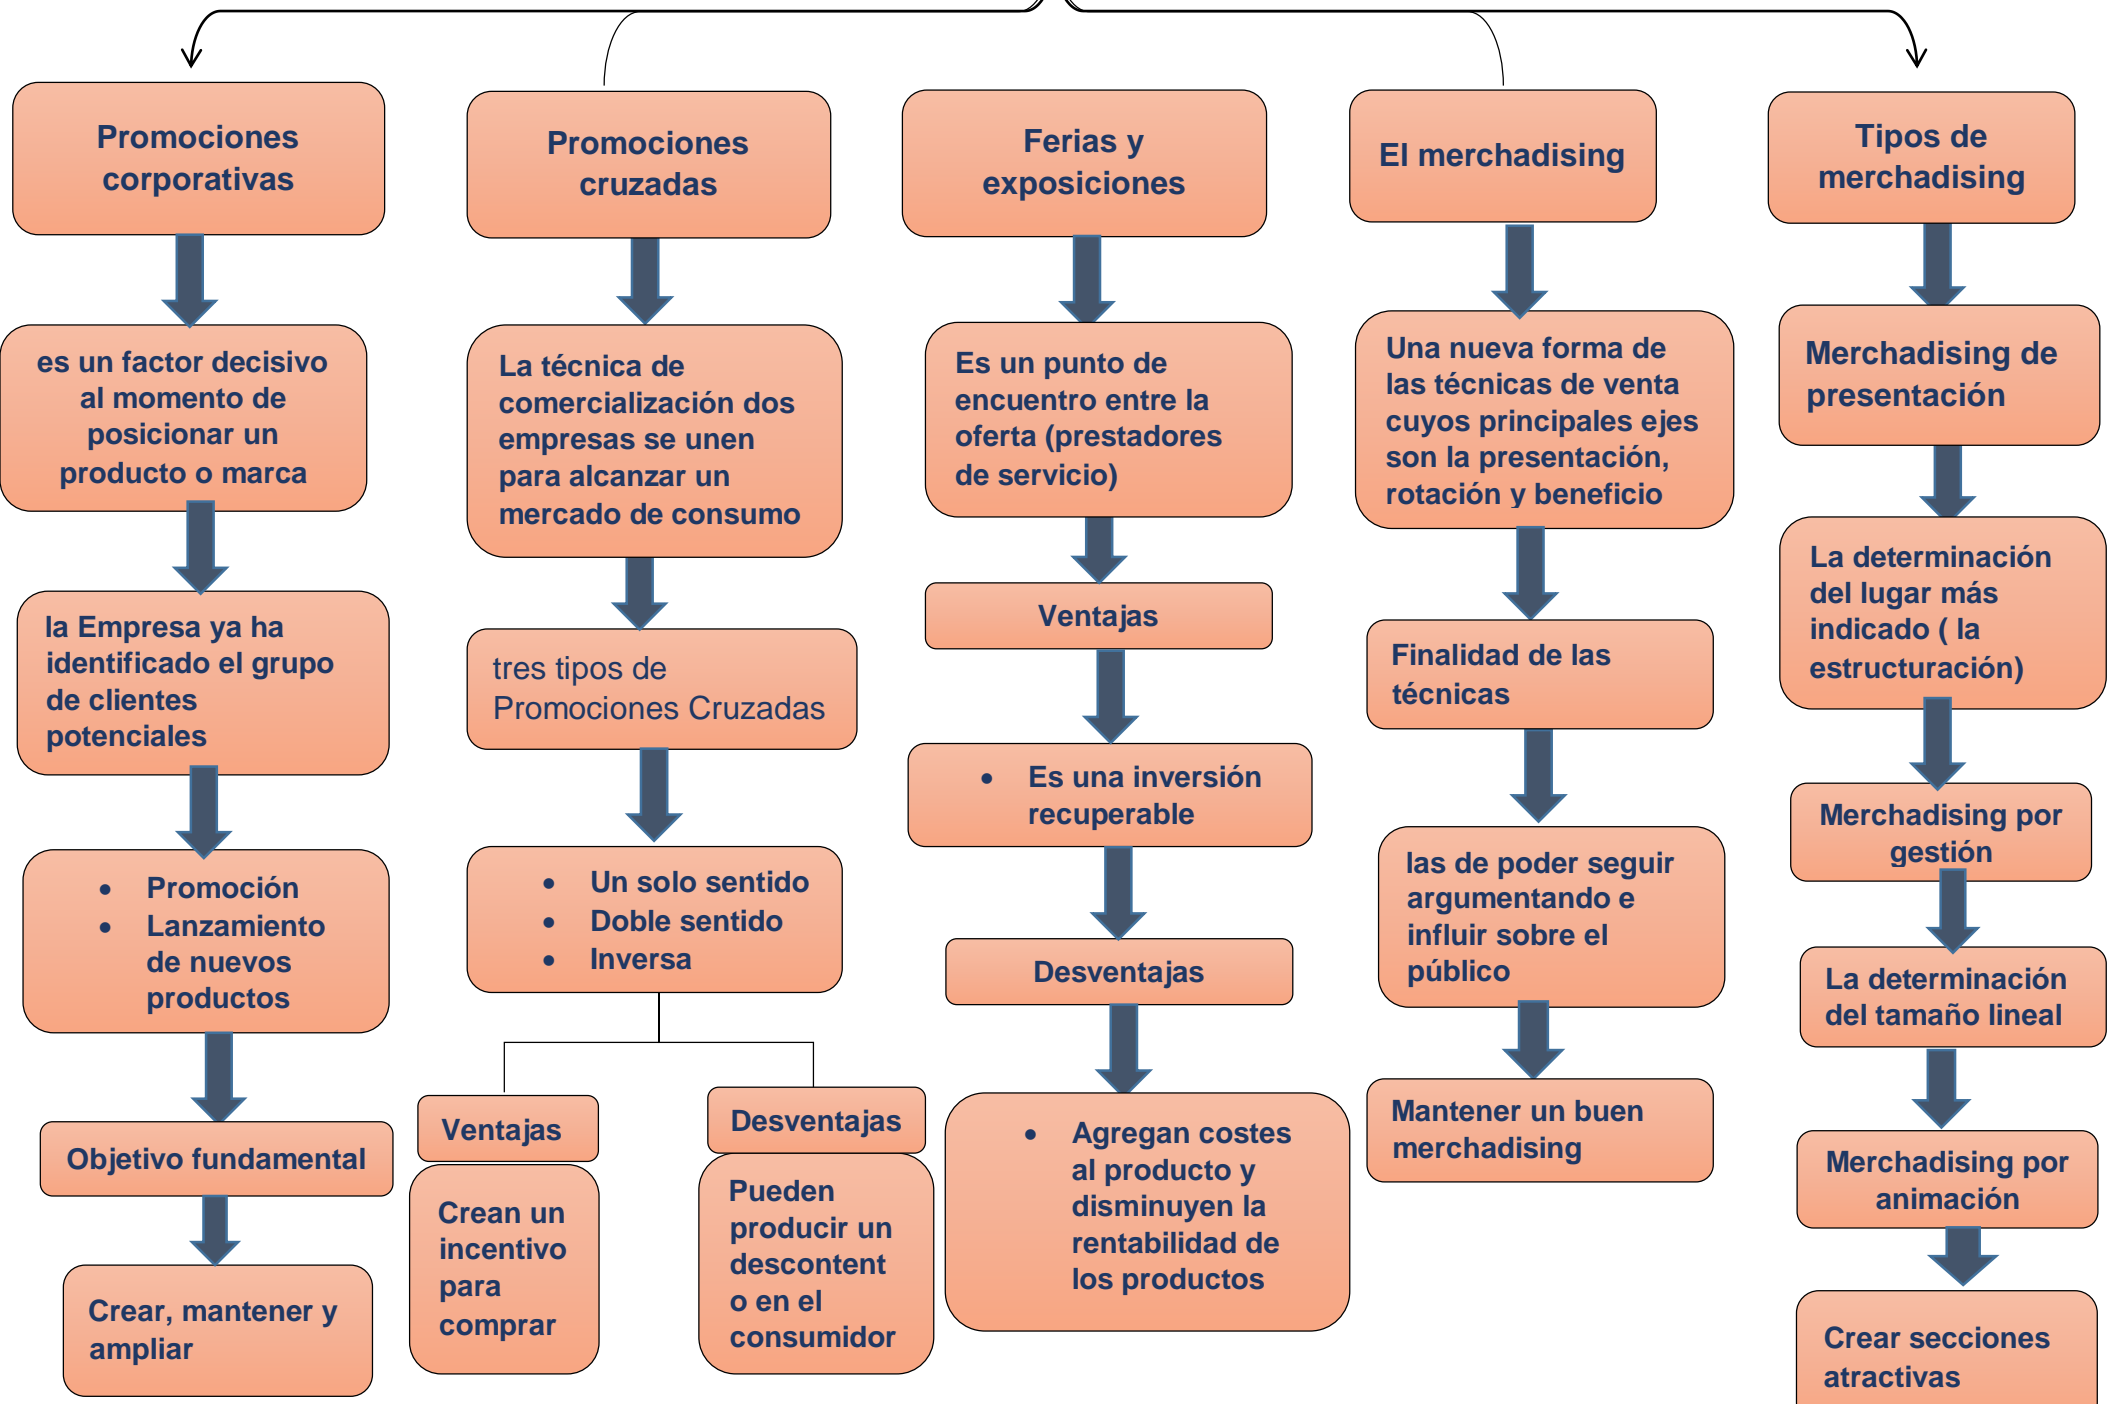 Promociones
corporativas
es un factor decisivo
al momento de
posicionar un
producto o marca
la Empresa ya ha
identificado el grupo
de clientes
potenciales
• Promoción
• Lanzamiento
de nuevos
productos
Objetivo fundamental
Crear, mantener y
ampliar
Promociones
cruzadas
La técnica de
comercialización dos
empresas se unen
para alcanzar un
mercado de consumo
tres tipos de
Promociones Cruzadas
• Un solo sentido
• Doble sentido
• Inversa
Ventajas
Crean un
incentivo
para
comprar
Desventajas
Pueden
producir un
descontent
o en el
consumidor
Ferias y
exposiciones
Es un punto de
encuentro entre la
oferta (prestadores
de servicio)
Ventajas
• Es una inversión
recuperable
Desventajas
• Agregan costes
al producto y
disminuyen la
rentabilidad de
los productos
El merchadising
Una nueva forma de
las técnicas de venta
cuyos principales ejes
son la presentación,
rotación y beneficio
Finalidad de las
técnicas
las de poder seguir
argumentando e
influir sobre el
público
Mantener un buen
merchadising
Tipos de
merchadising
Merchadising de
presentación
La determinación
del lugar más
indicado ( la
estructuración)
Merchadising por
gestión
La determinación
del tamaño lineal
Merchadising por
animación
Crear secciones
atractivas